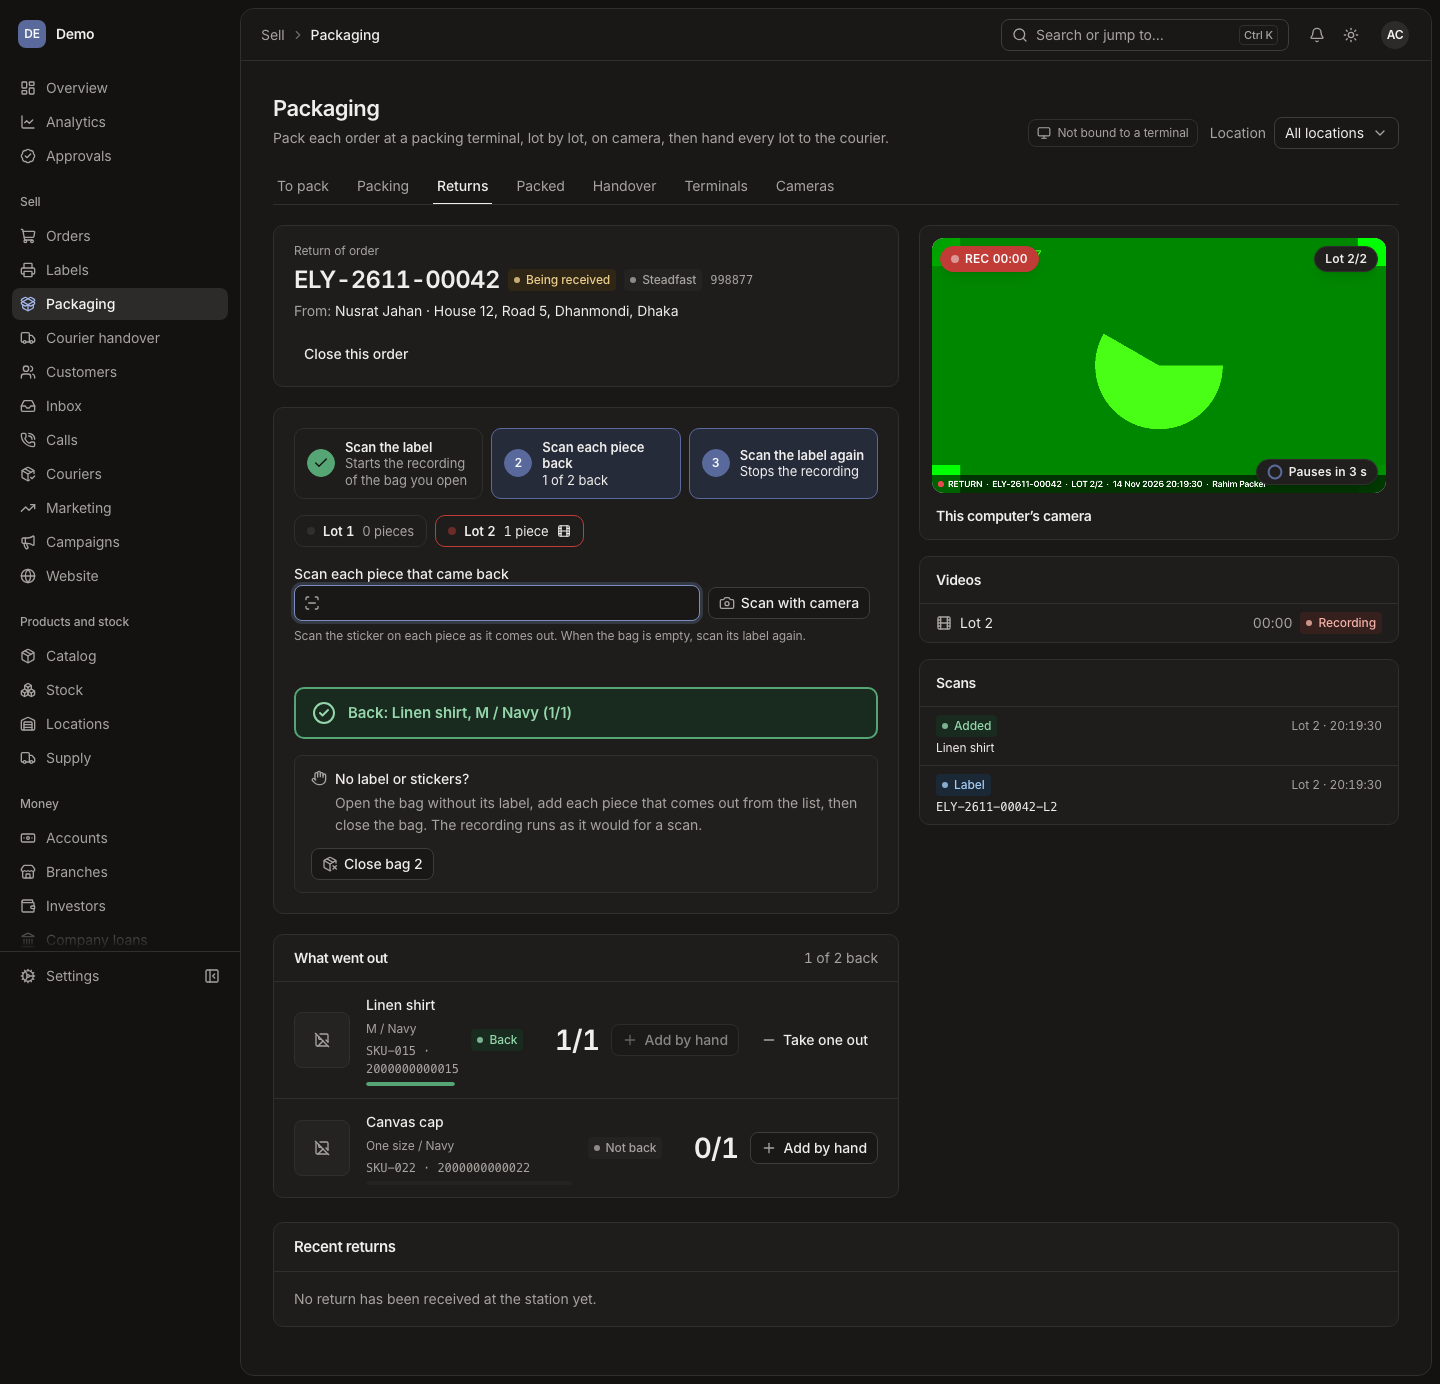 DE Demo
Overview
Analytics
Approvals
Sell
Orders
Labels
Packaging
Courier handover
Customers
Inbox
Calls
Couriers
Marketing
Campaigns
Website
Products and stock
Catalog
Stock
Locations
Supply
Money
Accounts
Branches
Investors
Company loans
Settings
Sell > Packaging
Search or jump to... Ctrl K
AC
Packaging
Pack each order at a packing terminal, lot by lot, on camera, then hand every lot to the courier.
Not bound to a terminal
Location All locations
To pack Packing Returns Packed Handover Terminals Cameras
Return of order
ELY-2611-00042 Being received Steadfast 998877
From: Nusrat Jahan · House 12, Road 5, Dhanmondi, Dhaka
Close this order
Scan the label
Starts the recording
of the bag you open
2 Scan each piece
back
1 of 2 back
3 Scan the label again
Stops the recording
Lot 1 0 pieces
Lot 2 1 piece
Scan each piece that came back
Scan with camera
Scan the sticker on each piece as it comes out. When the bag is empty, scan its label again.
Back: Linen shirt, M / Navy (1/1)
No label or stickers?
Open the bag without its label, add each piece that comes out from the list, then
close the bag. The recording runs as it would for a scan.
Close bag 2
What went out 1 of 2 back
Linen shirt
M / Navy
SKU-015 ·
2000000000015
Back
1/1
Add by hand
Take one out
Canvas cap
One size / Navy
SKU-022 · 2000000000022
Not back
0/1
Add by hand
REC 00:00
Lot 2/2
Pauses in 3 s
RETURN · ELY-2611-00042 · LOT 2/2 · 14 Nov 2026 20:19:30 · Rahim Packer
This computer's camera
Videos
Lot 2 00:00 Recording
Scans
Added Lot 2 · 20:19:30
Linen shirt
Label Lot 2 · 20:19:30
ELY-2611-00042-L2
Recent returns
No return has been received at the station yet.